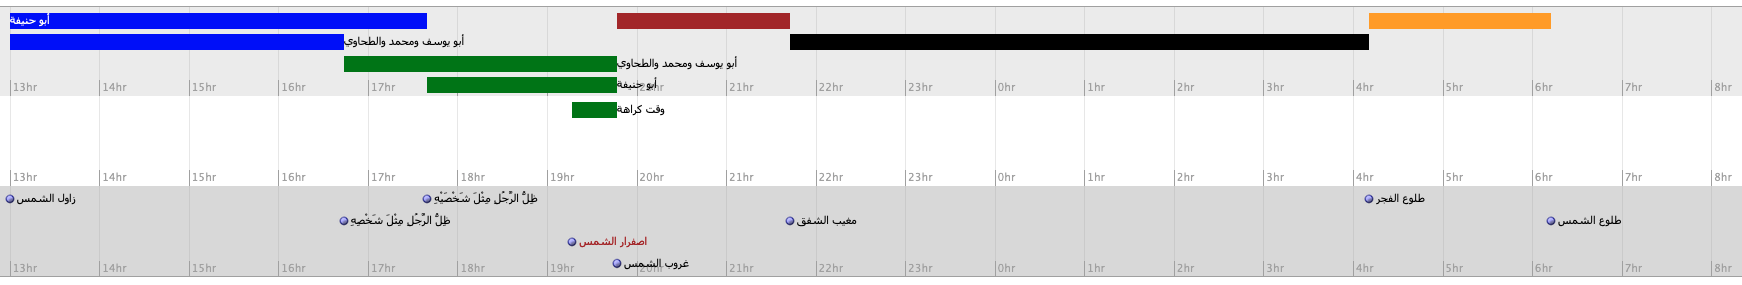 أبو حنيفة
أبو يوسف ومحمد والطحاوي
أبو يوسف ومحمد والطحاوي
أبو حنيفة
13hr 14hr 15hr 16hr 17hr 20hr 21hr 22hr 23hr 0hr 1hr 2hr 3hr 4hr 5hr 6hr 7hr 8hr
وقت كراهة
13hr 14hr 15hr 16hr 17hr 18hr 19hr 20hr 21hr 22hr 23hr 0hr 1hr 2hr 3hr 4hr 5hr 6hr 7hr 8hr
زاول الشمس ظِلُّ الرَّجُلِ مِثْلَ شَخْصَيْهِ طلوع الفجر
ظِلُّ الرَّجُلِ مِثْلَ شَخْصِهِ مغيب الشفق طلوع الشمس
اصفرار الشمس
غروب الشمس
13hr 14hr 15hr 16hr 17hr 18hr 19hr 20hr 21hr 22hr 23hr 0hr 1hr 2hr 3hr 4hr 5hr 6hr 7hr 8hr